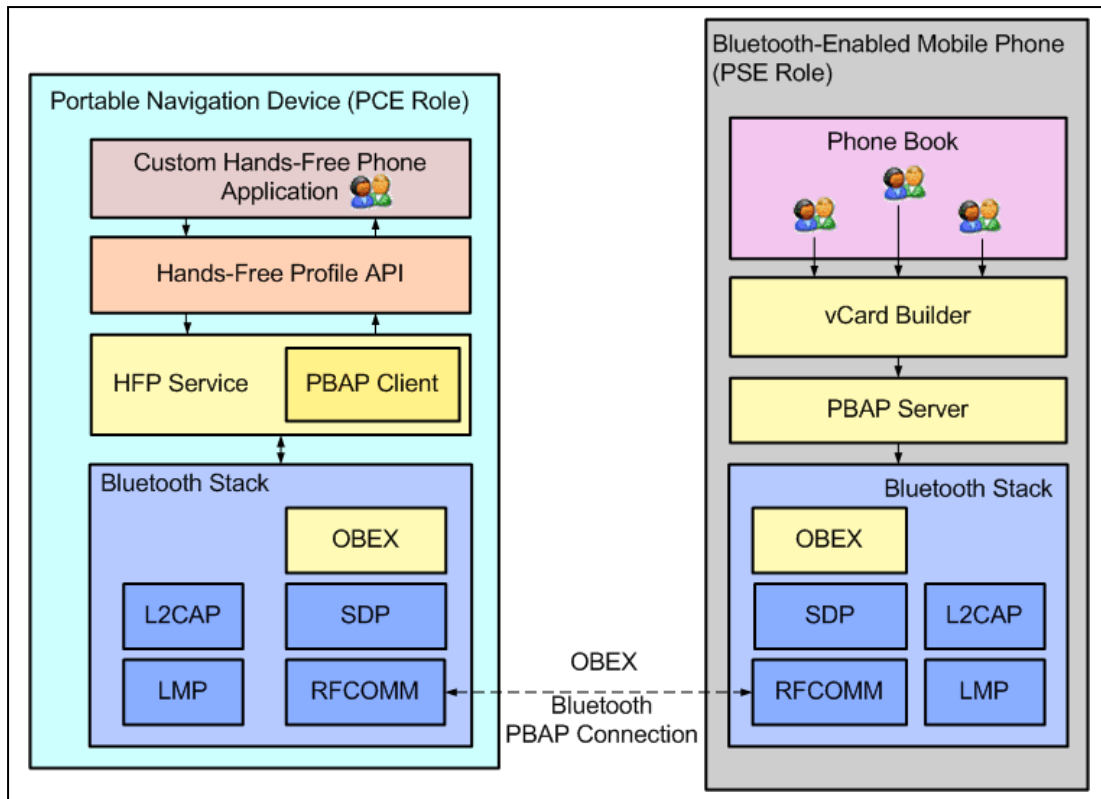 Portable Navigation Device (PCE Role)
Custom Hands-Free Phone
Application
Hands-Free Profile API
HFP Service
PBAP Client
Bluetooth Stack
OBEX
L2CAP
SDP
LMP
RFCOMM
OBEX
Bluetooth
PBAP Connection
Bluetooth-Enabled Mobile Phone
(PSE Role)
Phone Book
vCard Builder
PBAP Server
Bluetooth Stack
OBEX
SDP
L2CAP
RFCOMM
LMP